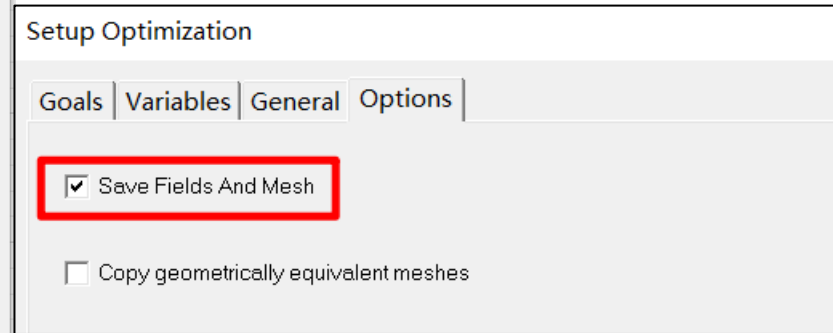 Setup Optimization
Goals Variables General Options
Save Fields And Mesh
Copy geometrically equivalent meshes